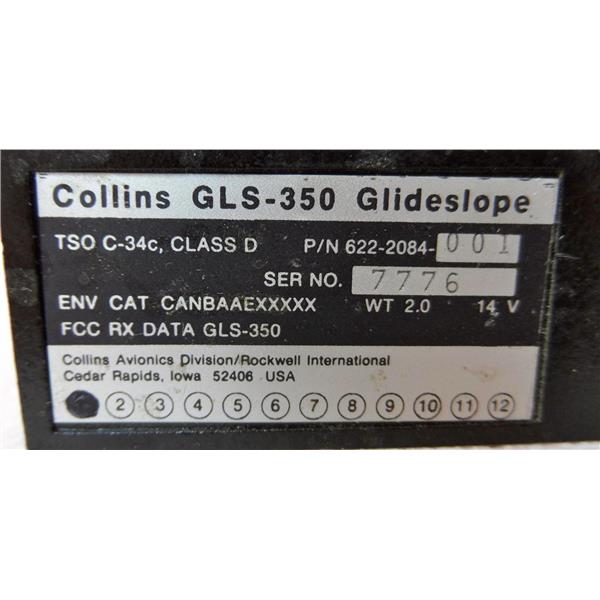 Collins GLS-350 Glideslope
TSO C-34c, CLASS D P/N 622-2084-001
SER NO. 7776
ENV CAT CANBAAEXXXXX WT 2.0 14 V
FCC RX DATA GLS-350
Collins Avionics Division/Rockwell International
Cedar Rapids, Iowa 52406 USA
2 3 4 5 6 7 8 9 10 11 12